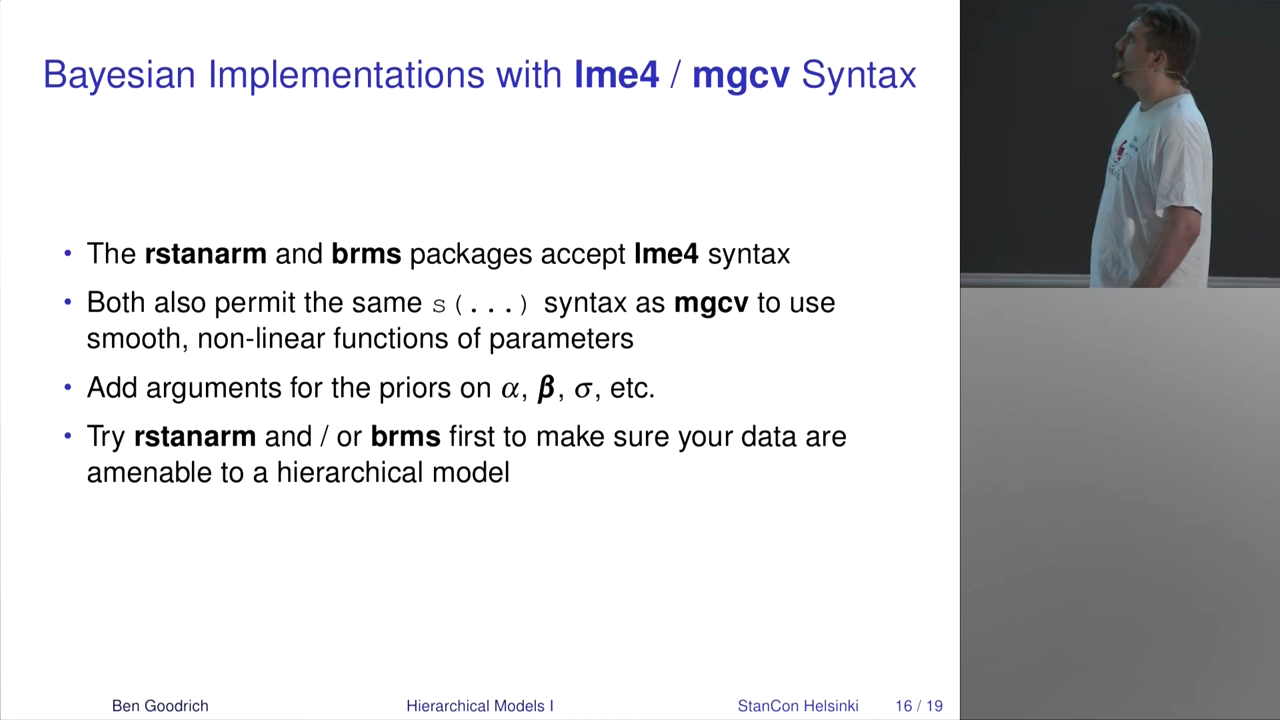 Bayesian Implementations with lme4 / mgcv Syntax
• The rstanarm and brms packages accept lme4 syntax
• Both also permit the same s(...) syntax as mgcv to use
smooth, non-linear functions of parameters
• Add arguments for the priors on α, β, σ, etc.
• Try rstanarm and / or brms first to make sure your data are
amenable to a hierarchical model
Ben Goodrich Hierarchical Models I StanCon Helsinki 16 / 19